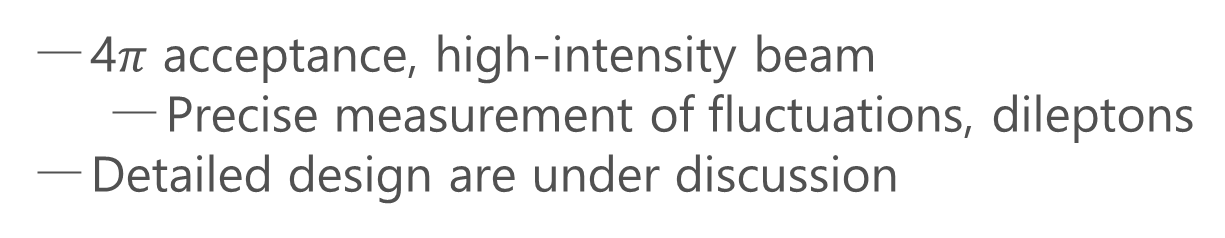 — 4π acceptance, high-intensity beam
— Precise measurement of fluctuations, dileptons
— Detailed design are under discussion